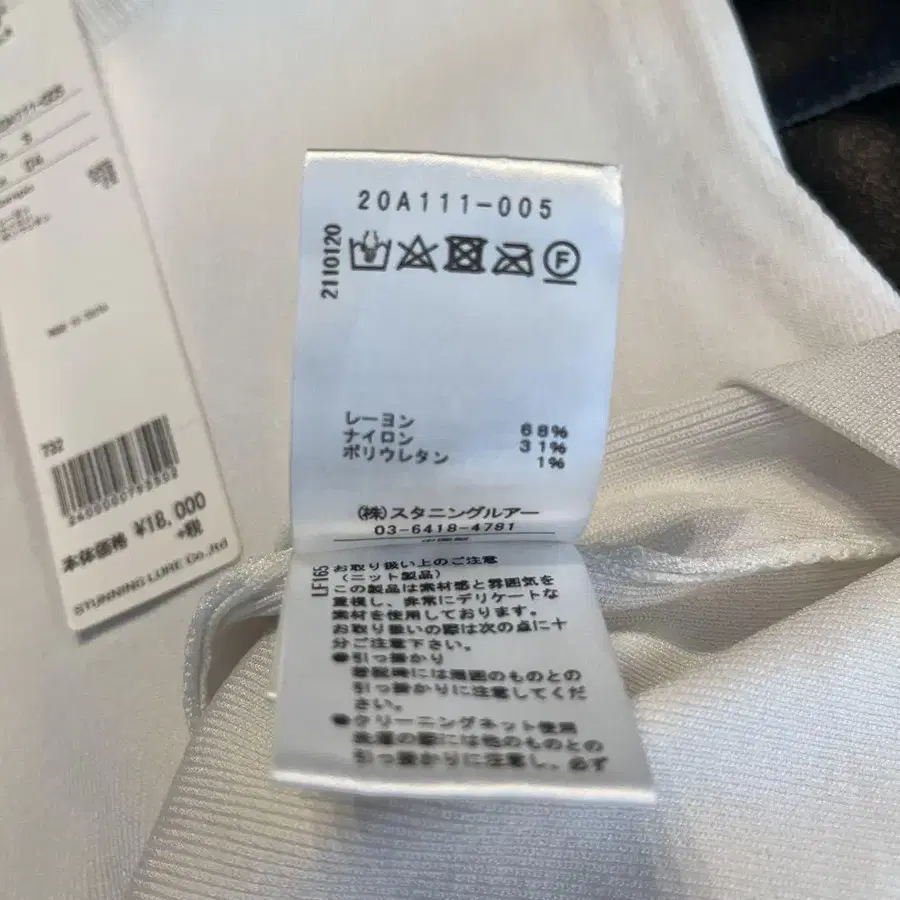 732
2400000793502
本体価格 ¥18,000
+税
STUNNING LURE Co.,ltd
20A111-005
2110120
F
レーヨン 68%
ナイロン 31%
ポリウレタン 1%
(株)スタニングルアー
03-6418-4781
LF165
お取り扱い上のご注意
(ニット製品)
この製品は素材感と雰囲気を
重視し、非常にデリケートな
素材を使用しております。
お取り扱いの際は次の点に十
分ご注意下さい。
●引っ掛かり
着脱時には周囲のものとの
引っ掛かりに注意してくだ
さい。
●クリーニングネット使用
洗濯の際には他のものとの
引っ掛かりに注意し、必ず